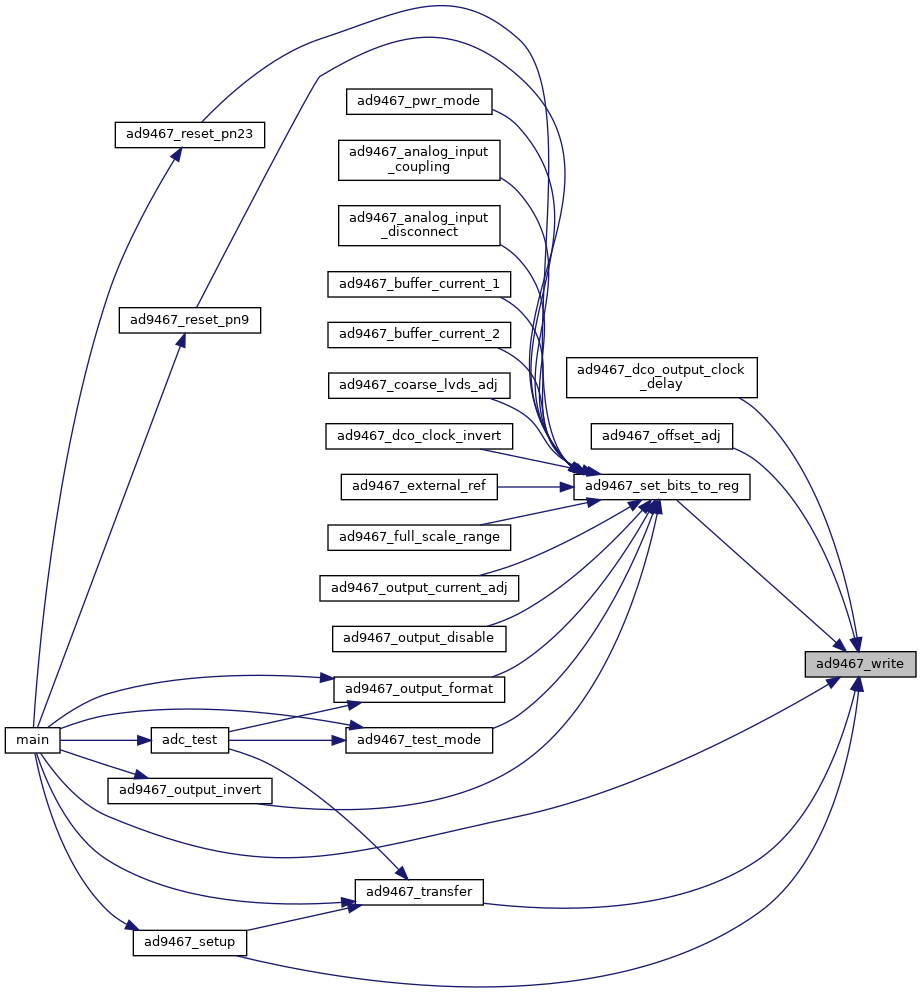 ad9467_pwr_mode
ad9467_reset_pn23
ad9467_analog_input
_coupling
ad9467_analog_input
_disconnect
ad9467_buffer_current_1
ad9467_reset_pn9
ad9467_buffer_current_2
ad9467_dco_output_clock
_delay
ad9467_coarse_lvds_adj
ad9467_dco_clock_invert
ad9467_offset_adj
ad9467_external_ref
ad9467_set_bits_to_reg
ad9467_full_scale_range
ad9467_output_current_adj
ad9467_output_disable
ad9467_write
ad9467_output_format
main
adc_test
ad9467_test_mode
ad9467_output_invert
ad9467_transfer
ad9467_setup